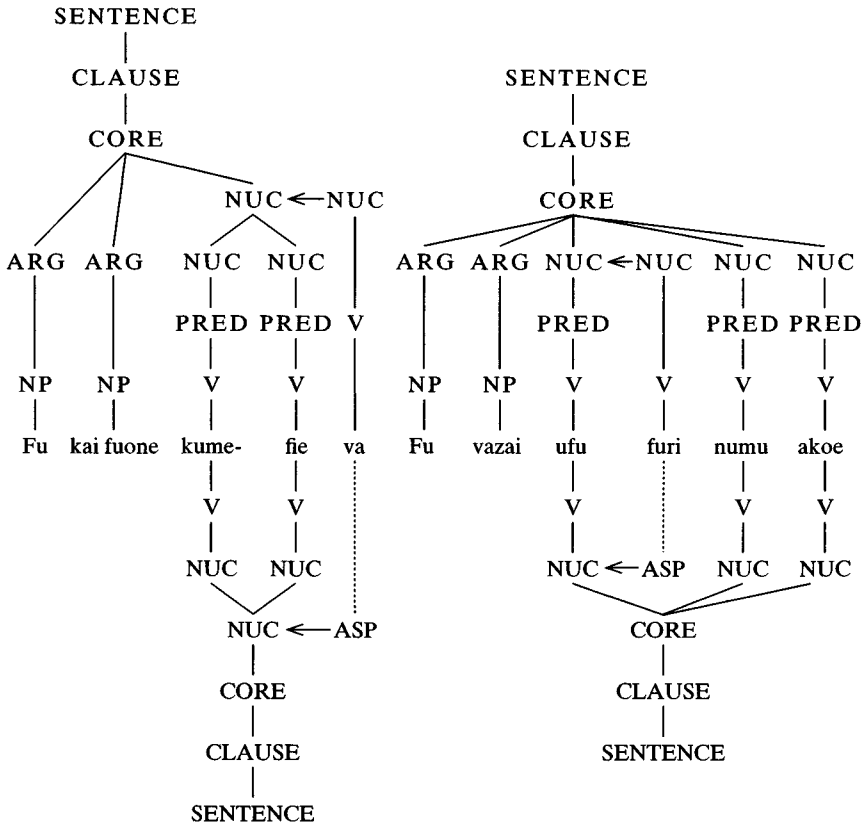 SENTENCE
CLAUSE SENTENCE
CORE CLAUSE
NUC NUC CORE
ARG ARG NUC NUC ARG ARG NUC NUC NUC NUC
PRED PRED V PRED PRED PRED
NP NP V V NP NP V V V V
Fu kai fuone kume- fie va Fu vazai ufu furi numu akoe
V V V V V
NUC NUC NUC ASP NUC NUC
NUC ASP CORE
CORE CLAUSE
CLAUSE SENTENCE
SENTENCE